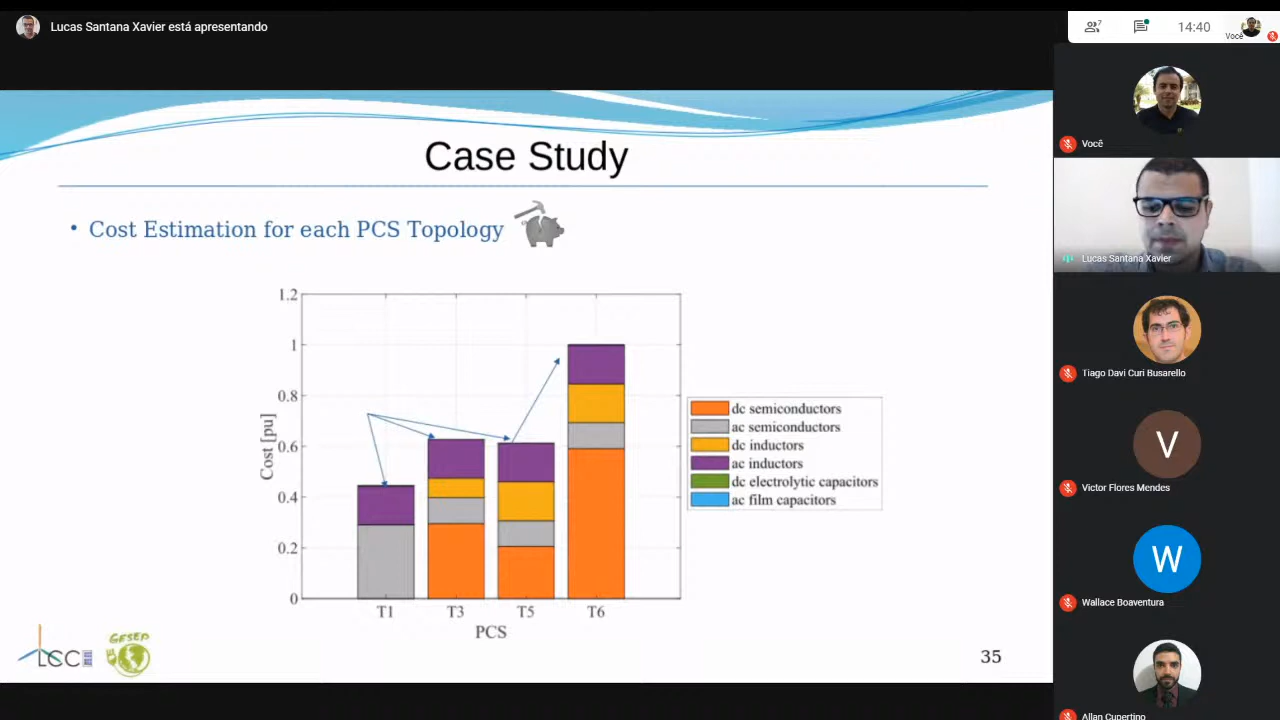 Lucas Santana Xavier está apresentando
7
14:40
Você
Case Study
• Cost Estimation for each PCS Topology
1.2
1
0.8
0.6
0.4
0.2
0
Cost [pu]
T1 T3 T5 T6
PCS
dc semiconductors
ac semiconductors
dc inductors
ac inductors
dc electrolytic capacitors
ac film capacitors
LCC
GESEP
35
Você
Lucas Santana Xavier
Tiago Davi Curi Busarello
V
Victor Flores Mendes
W
Wallace Boaventura
Allan Cupertino